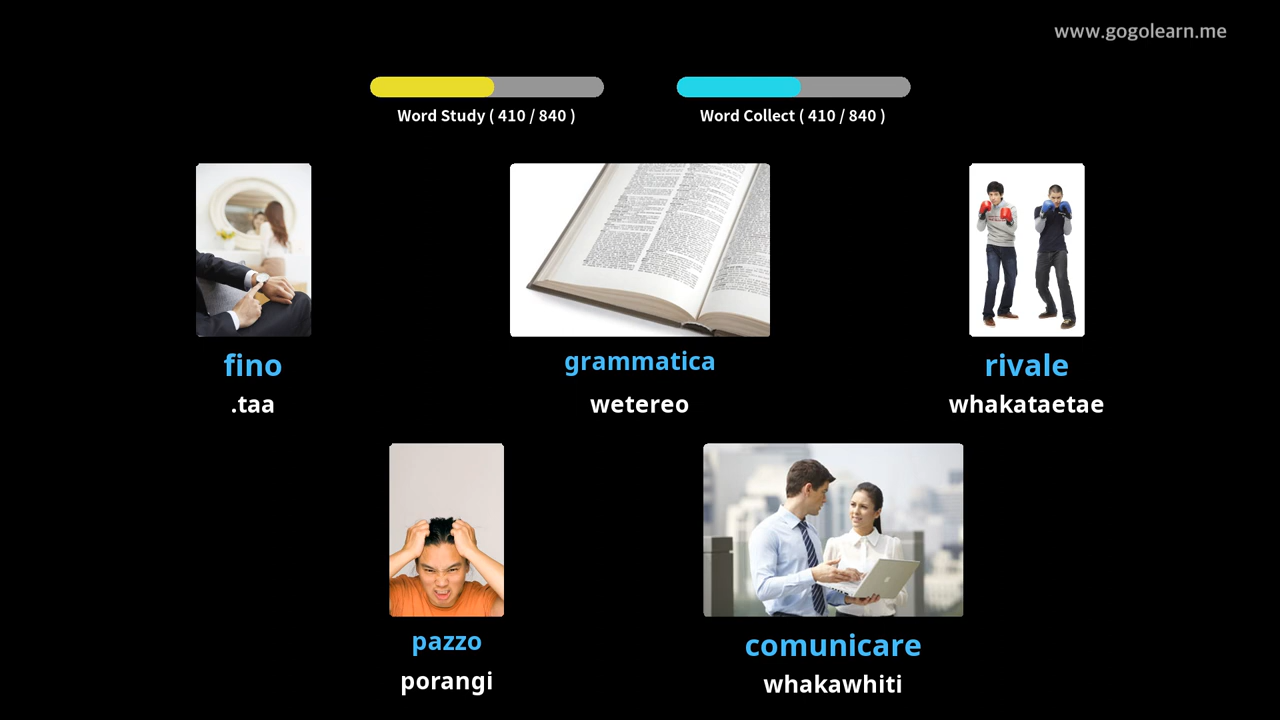 www.gogolearn.me
Word Study ( 410 / 840 )
Word Collect ( 410 / 840 )
fino
.taa
grammatica
wetereo
rivale
whakataetae
pazzo
porangi
comunicare
whakawhiti